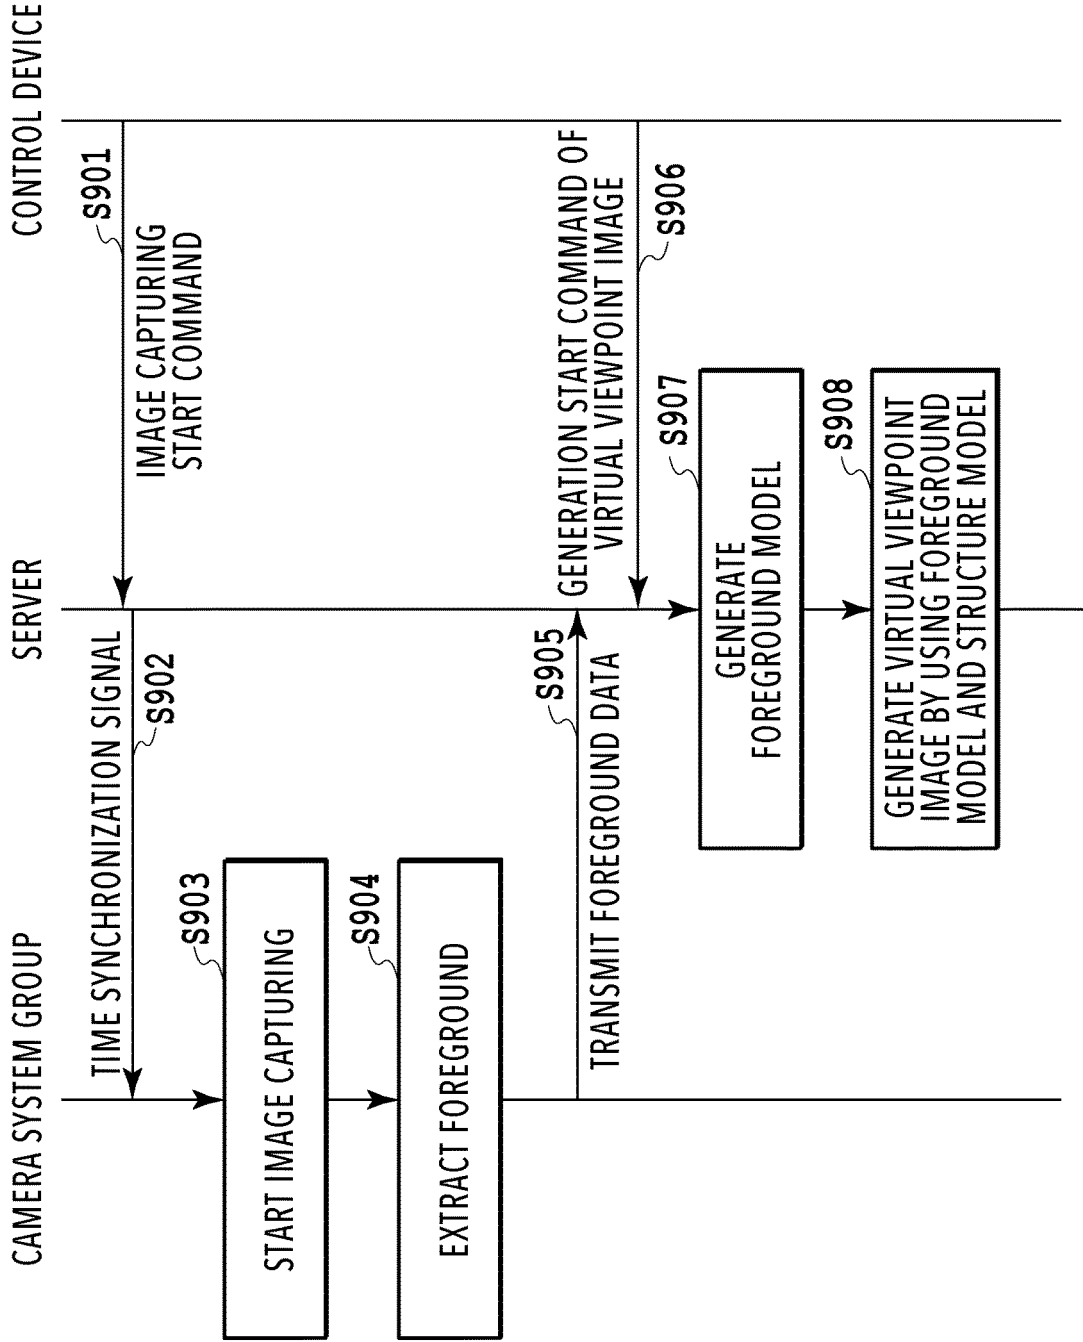 CAMERA SYSTEM GROUP
SERVER
CONTROL DEVICE
S901
IMAGE CAPTURING
START COMMAND
TIME SYNCHRONIZATION SIGNAL
S902
S903
START IMAGE CAPTURING
S904
EXTRACT FOREGROUND
S905
TRANSMIT FOREGROUND DATA
GENERATION START COMMAND OF
VIRTUAL VIEWPOINT IMAGE
S906
S907
GENERATE
FOREGROUND MODEL
S908
GENERATE VIRTUAL VIEWPOINT
IMAGE BY USING FOREGROUND
MODEL AND STRUCTURE MODEL